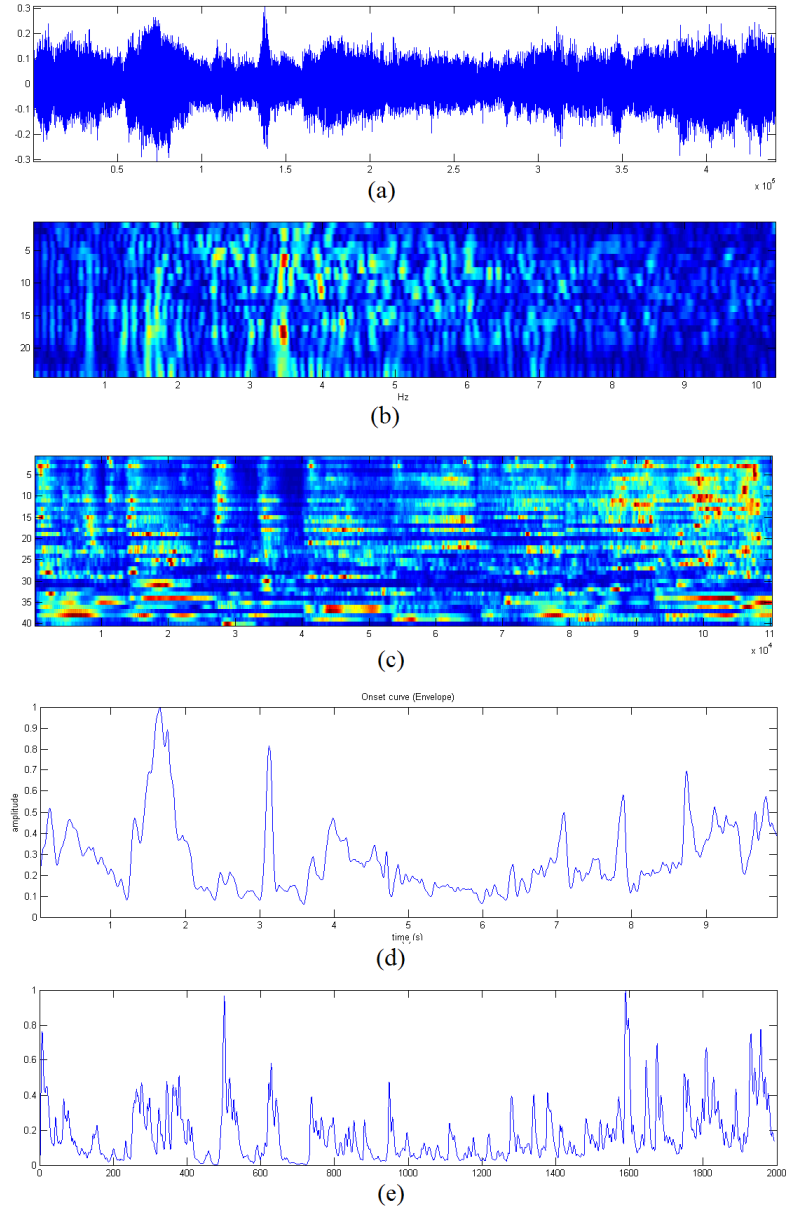 0.3
0.2
0.1
0
-0.1
-0.2
-0.3
0.5 1 1.5 2 2.5 3 3.5 4
x 10^5
(a)
5
10
15
20
1 2 3 4 5 6 7 8 9 10
Hz
(b)
5
10
15
20
25
30
35
40
1 2 3 4 5 6 7 8 9 10 11
x 10^4
(c)
Onset curve (Envelope)
1
0.9
0.8
0.7
0.6
0.5
0.4
0.3
0.2
0.1
0
amplitude
1 2 3 4 5 6 7 8 9
time (s)
(d)
1
0.8
0.6
0.4
0.2
0
0 200 400 600 800 1000 1200 1400 1600 1800 2000
(e)